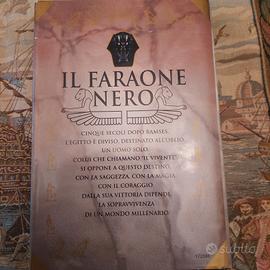 IL FARAONE
NERO
CINQUE SECOLI DOPO RAMSES,
L'EGITTO È DIVISO, DESTINATO ALL'OBLIO.
UN UOMO SOLO,
COLUI CHE CHIAMANO "IL VIVENTE",
SI OPPONE A QUESTO DESTINO,
CON LA SAGGEZZA, CON LA MAGIA,
CON IL CORAGGIO.
DALLA SUA VITTORIA DIPENDE
LA SOPRAVVIVENZA
DI UN MONDO MILLENARIO.
subito